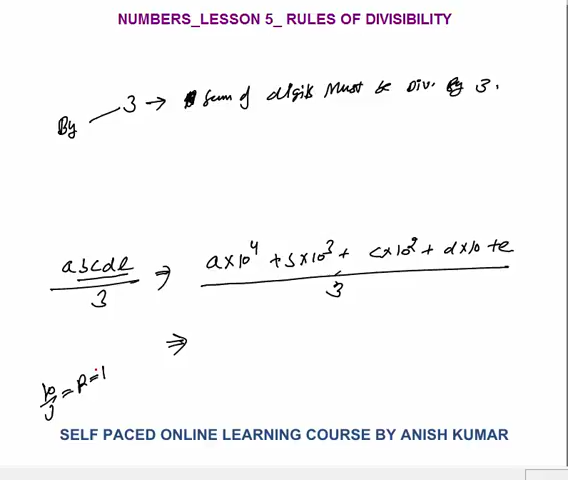 NUMBERS_LESSON 5_ RULES OF DIVISIBILITY
By 3 → Sum of digits Must be Div. By 3.
abcde/3 ⇒ a×10^4 + b×10^3 + c×10^2 + d×10 + e/3
⇒
10/3 = R=1
SELF PACED ONLINE LEARNING COURSE BY ANISH KUMAR